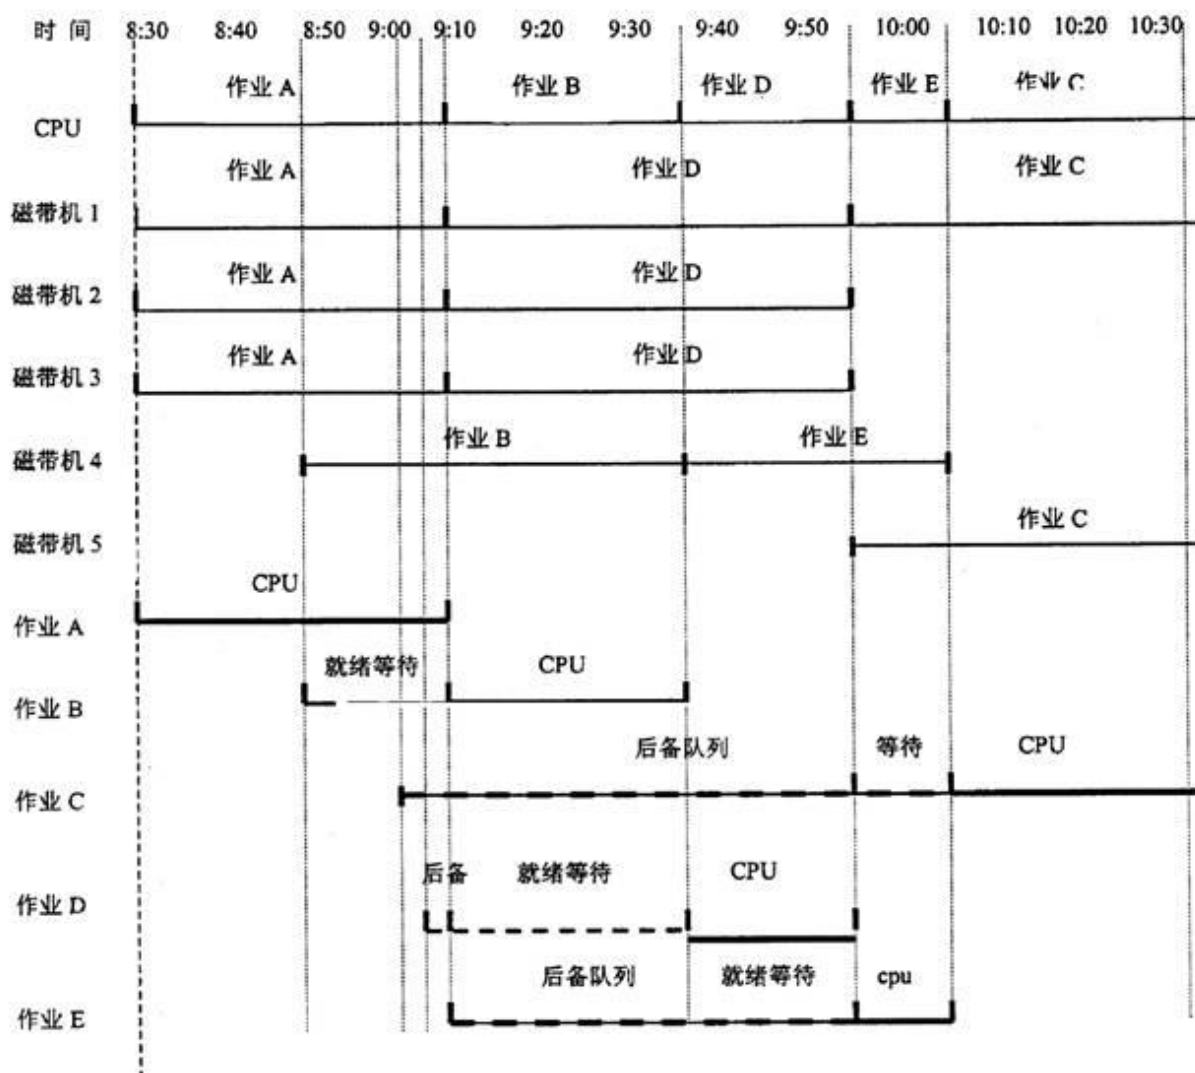 时 间 8:30 8:40 8:50 9:00 9:10 9:20 9:30 9:40 9:50 10:00 10:10 10:20 10:30
作业 A 作业 B 作业 D 作业 E 作业 C
CPU
作业 A 作业 D 作业 C
磁带机 1
作业 A 作业 D
磁带机 2
作业 A 作业 D
磁带机 3
作业 B 作业 E
磁带机 4
作业 C
磁带机 5
CPU
作业 A
就绪等待 CPU
作业 B
后备队列 等待 CPU
作业 C
后备 就绪等待 CPU
作业 D
后备队列 就绪等待 cpu
作业 E